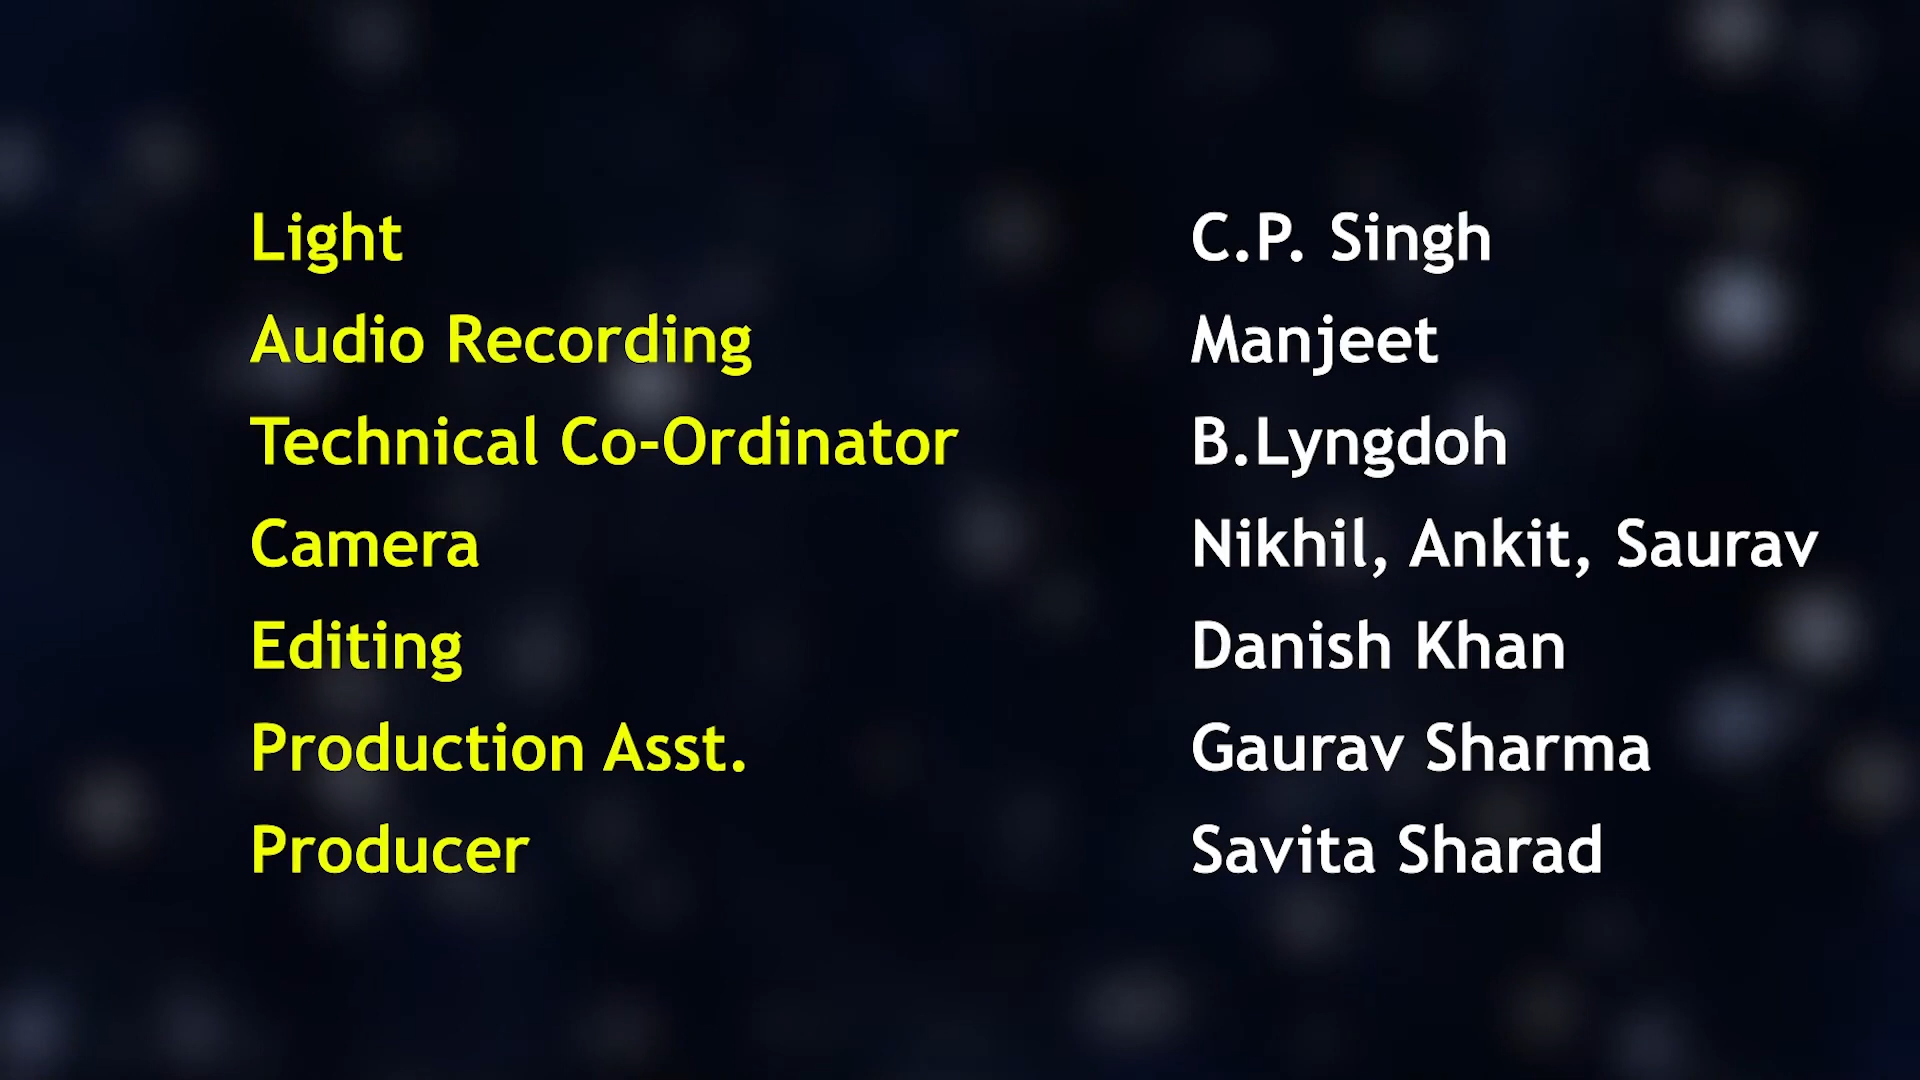 Light C.P. Singh
Audio Recording Manjeet
Technical Co-Ordinator B.Lyngdoh
Camera Nikhil, Ankit, Saurav
Editing Danish Khan
Production Asst. Gaurav Sharma
Producer Savita Sharad